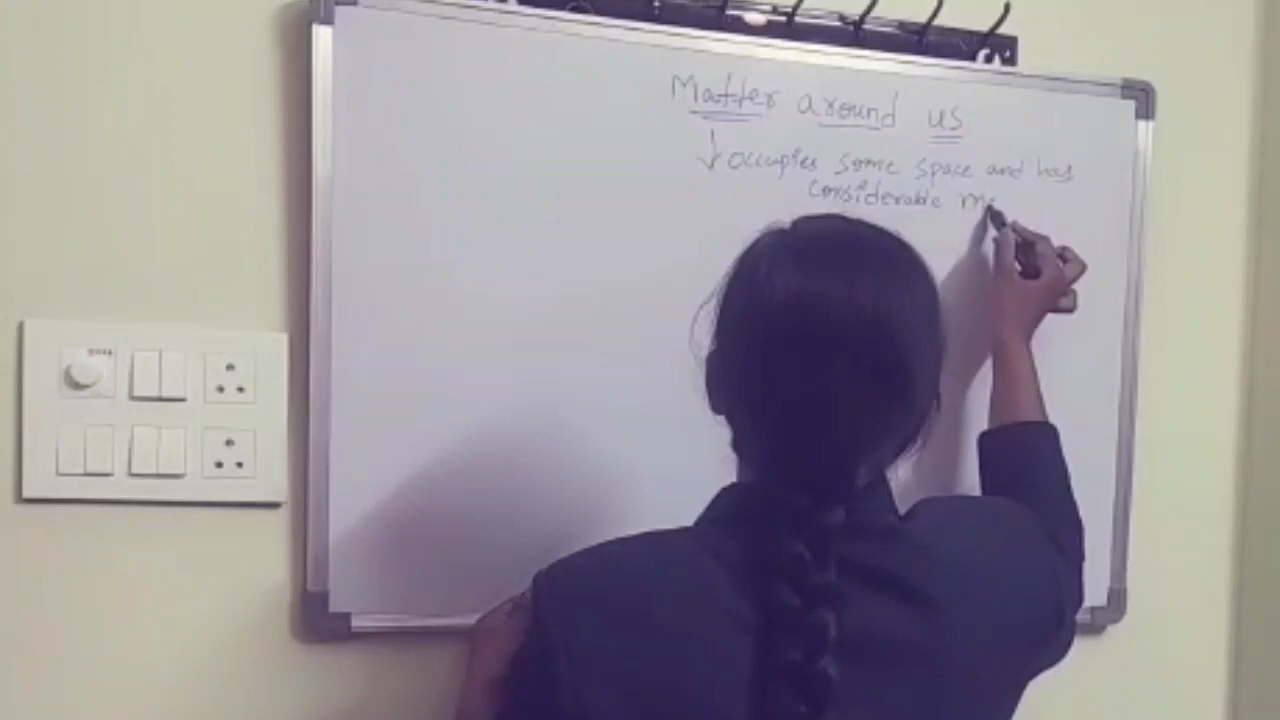 Matter around us
↓ occupies some space and has
considerable m